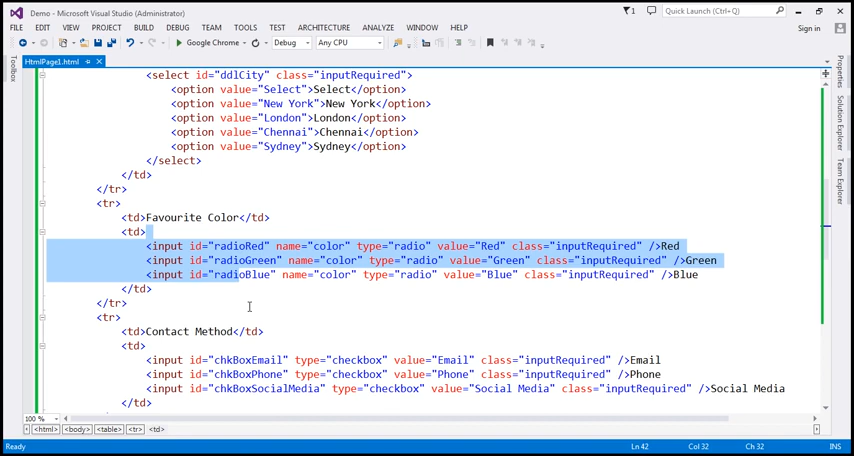 Demo - Microsoft Visual Studio (Administrator)
1
Quick Launch (Ctrl+Q)
FILE EDIT VIEW PROJECT BUILD DEBUG TEAM TOOLS TEST ARCHITECTURE ANALYZE WINDOW HELP
Sign in
Google Chrome
Debug
Any CPU
HtmlPage1.html
Toolbox
Properties
Solution Explorer
Team Explorer
<select id="ddlCity" class="inputRequired">
<option value="Select">Select</option>
<option value="New York">New York</option>
<option value="London">London</option>
<option value="Chennai">Chennai</option>
<option value="Sydney">Sydney</option>
</select>
</td>
</tr>
<tr>
<td>Favourite Color</td>
<td>
<input id="radioRed" name="color" type="radio" value="Red" class="inputRequired" />Red
<input id="radioGreen" name="color" type="radio" value="Green" class="inputRequired" />Green
<input id="radioBlue" name="color" type="radio" value="Blue" class="inputRequired" />Blue
</td>
</tr>
<tr>
<td>Contact Method</td>
<td>
<input id="chkBoxEmail" type="checkbox" value="Email" class="inputRequired" />Email
<input id="chkBoxPhone" type="checkbox" value="Phone" class="inputRequired" />Phone
<input id="chkBoxSocialMedia" type="checkbox" value="Social Media" class="inputRequired" />Social Media
</td>
100 %
<html> <body> <table> <tr> <td>
Ready
Ln 42 Col 32 Ch 32 INS